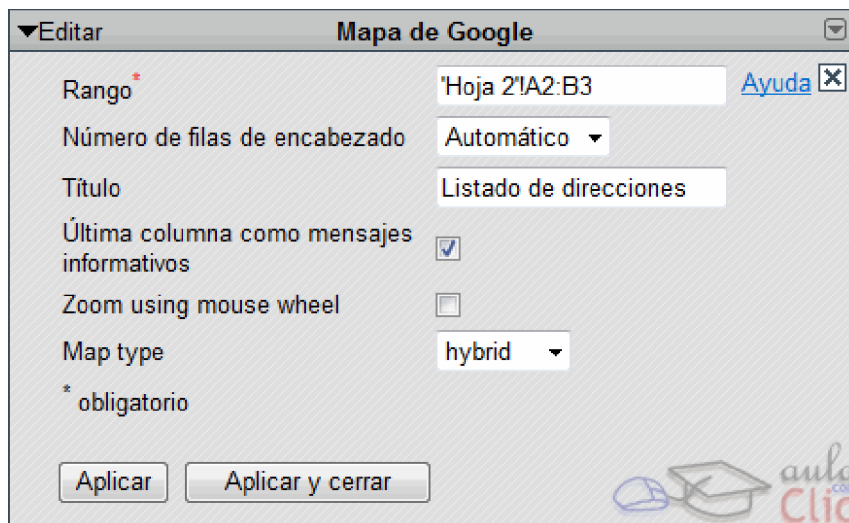 Editar Mapa de Google
Rango* 'Hoja 2'!A2:B3 Ayuda
Número de filas de encabezado Automático
Título Listado de direcciones
Última columna como mensajes
informativos
Zoom using mouse wheel
Map type hybrid
* obligatorio
Aplicar Aplicar y cerrar
aula
Clic